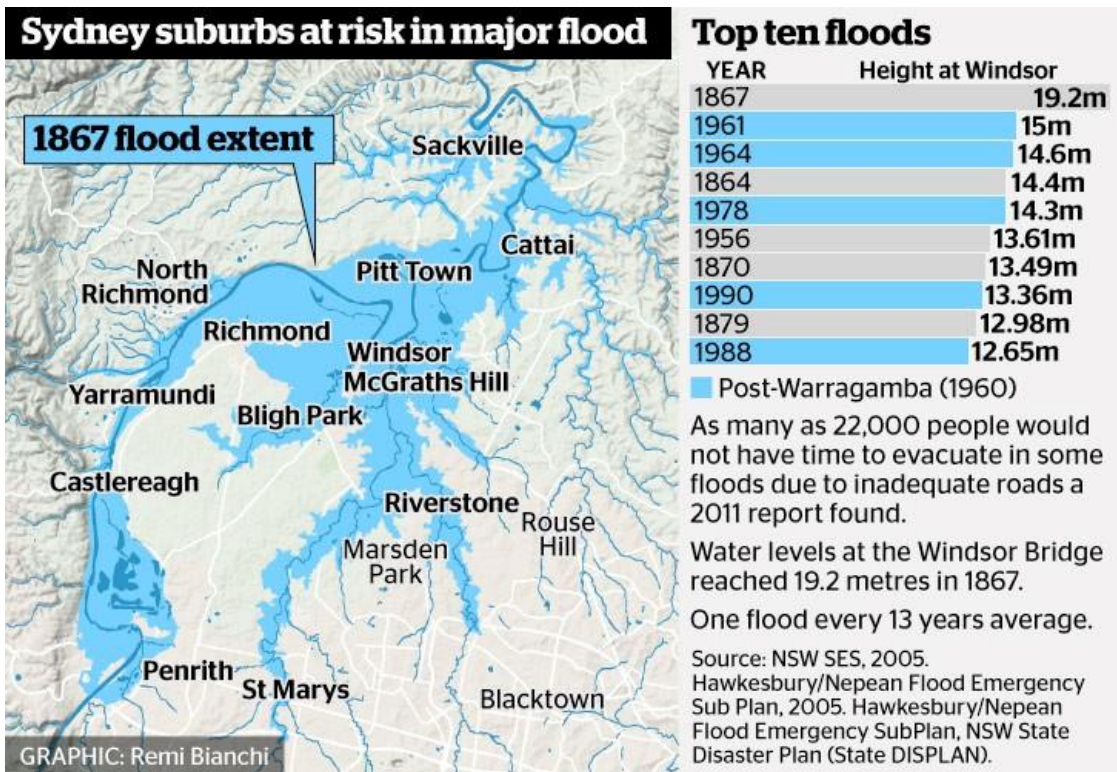 Sydney suburbs at risk in major flood
1867 flood extent
Sackville
Cattai
Pitt Town
North
Richmond
Richmond
Windsor
McGraths Hill
Yarramundi
Bligh Park
Castlereagh
Riverstone
Rouse
Hill
Marsden
Park
Penrith
St Marys
Blacktown
GRAPHIC: Remi Bianchi
Top ten floods
YEAR Height at Windsor
1867 19.2m
1961 15m
1964 14.6m
1864 14.4m
1978 14.3m
1956 13.61m
1870 13.49m
1990 13.36m
1879 12.98m
1988 12.65m
Post-Warragamba (1960)
As many as 22,000 people would
not have time to evacuate in some
floods due to inadequate roads a
2011 report found.
Water levels at the Windsor Bridge
reached 19.2 metres in 1867.
One flood every 13 years average.
Source: NSW SES, 2005.
Hawkesbury/Nepean Flood Emergency
Sub Plan, 2005. Hawkesbury/Nepean
Flood Emergency SubPlan, NSW State
Disaster Plan (State DISPLAN).